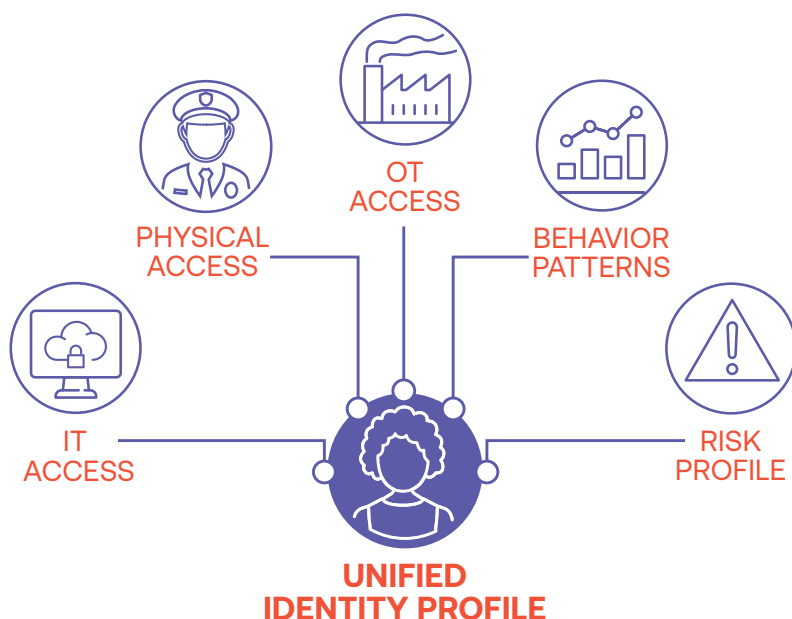 OT
ACCESS
PHYSICAL
ACCESS
BEHAVIOR
PATTERNS
IT
ACCESS
RISK
PROFILE
UNIFIED
IDENTITY PROFILE